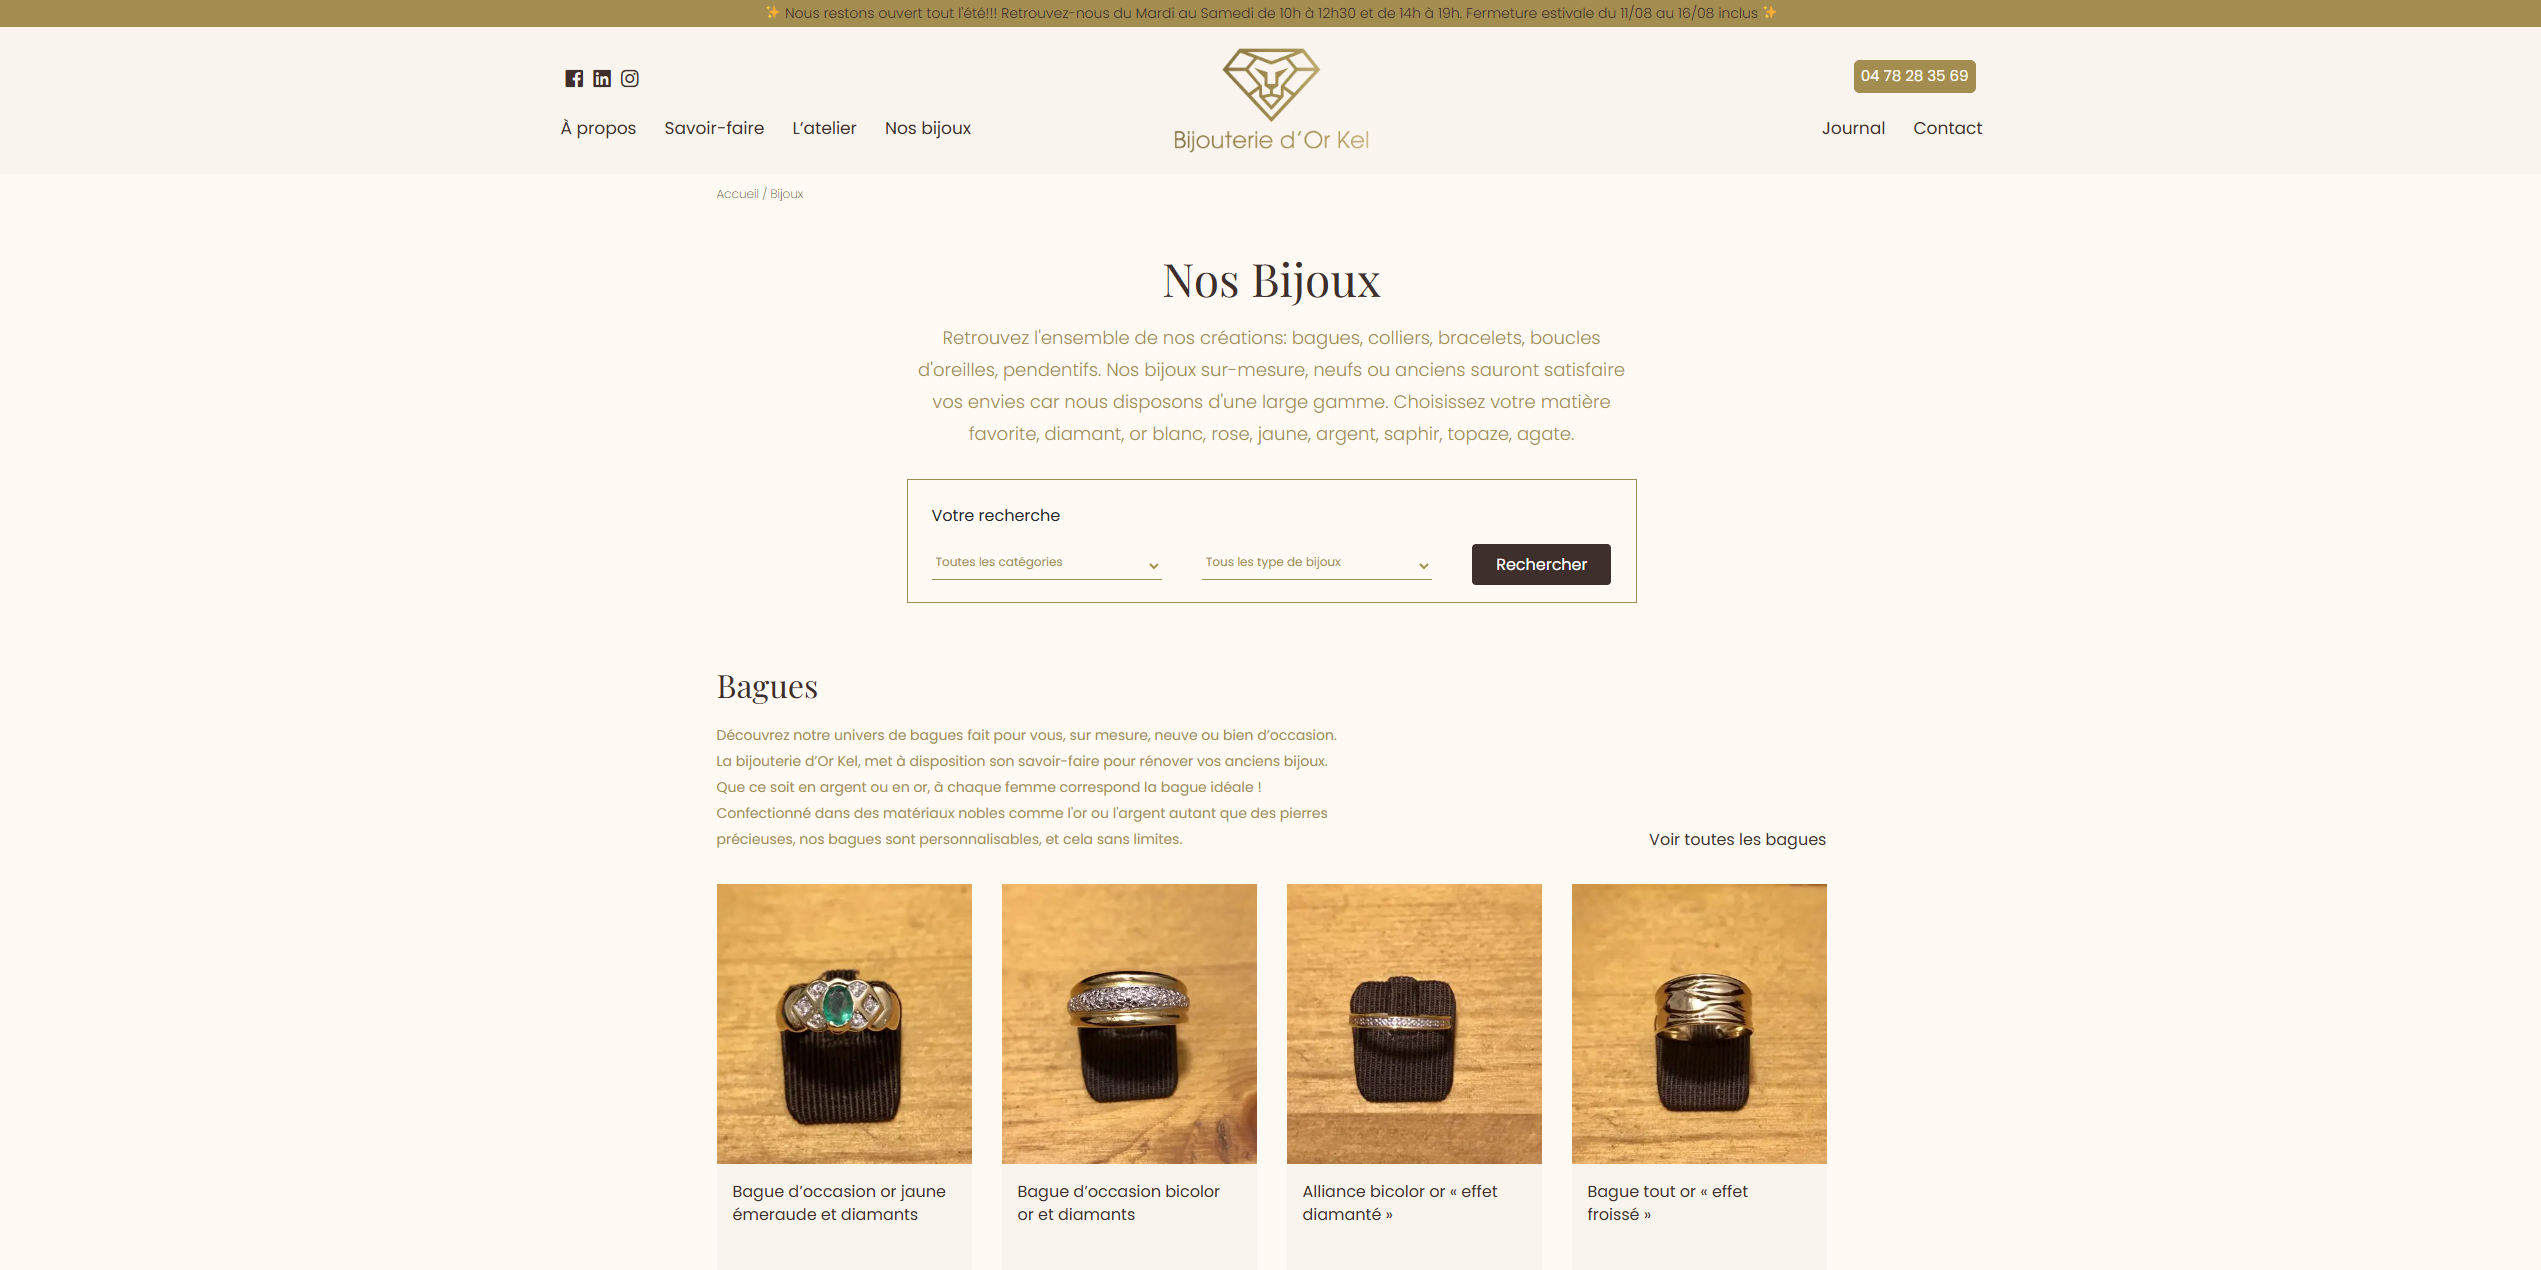 ✨ Nous restons ouvert tout l'été!!! Retrouvez-nous du Mardi au Samedi de 10h à 12h30 et de 14h à 19h. Fermeture estivale du 11/08 au 16/08 inclus ✨
04 78 28 35 69
À propos Savoir-faire L’atelier Nos bijoux
Bijouterie d’Or Kel
Journal Contact
Accueil / Bijoux
Nos Bijoux
Retrouvez l'ensemble de nos créations: bagues, colliers, bracelets, boucles
d'oreilles, pendentifs. Nos bijoux sur-mesure, neufs ou anciens sauront satisfaire
vos envies car nous disposons d'une large gamme. Choisissez votre matière
favorite, diamant, or blanc, rose, jaune, argent, saphir, topaze, agate.
Votre recherche
Toutes les catégories Tous les type de bijoux Rechercher
Bagues
Découvrez notre univers de bagues fait pour vous, sur mesure, neuve ou bien d’occasion.
La bijouterie d’Or Kel, met à disposition son savoir-faire pour rénover vos anciens bijoux.
Que ce soit en argent ou en or, à chaque femme correspond la bague idéale !
Confectionné dans des matériaux nobles comme l'or ou l'argent autant que des pierres
précieuses, nos bagues sont personnalisables, et cela sans limites.
Voir toutes les bagues
Bague d’occasion or jaune
émeraude et diamants
Bague d’occasion bicolor
or et diamants
Alliance bicolor or « effet
diamanté »
Bague tout or « effet
froissé »